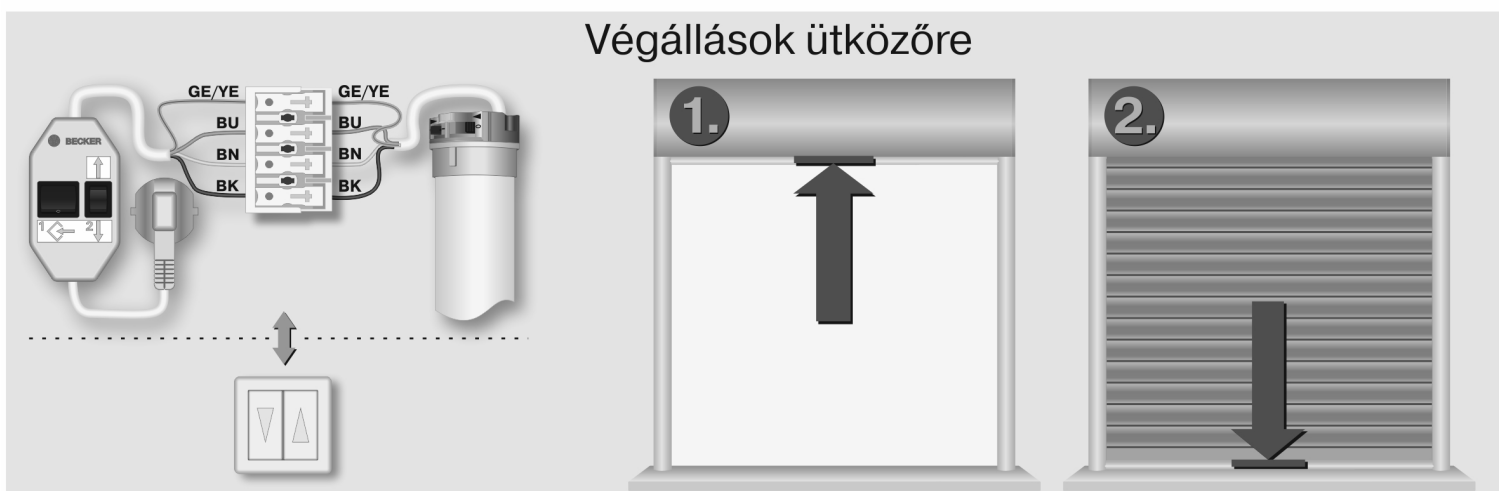 Végállások ütközőre
GE/YE GE/YE
BU BU
BN BN
BK BK
BECKER
1 2
1.
2.